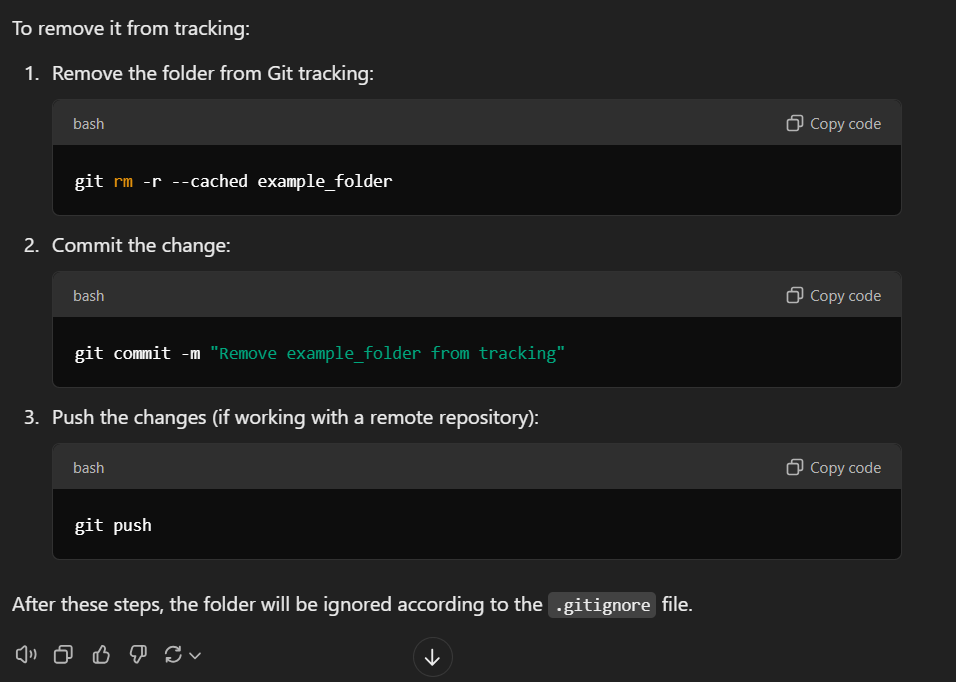 To remove it from tracking:
1. Remove the folder from Git tracking:
bash Copy code
git rm -r --cached example_folder
2. Commit the change:
bash Copy code
git commit -m "Remove example_folder from tracking"
3. Push the changes (if working with a remote repository):
bash Copy code
git push
After these steps, the folder will be ignored according to the .gitignore file.